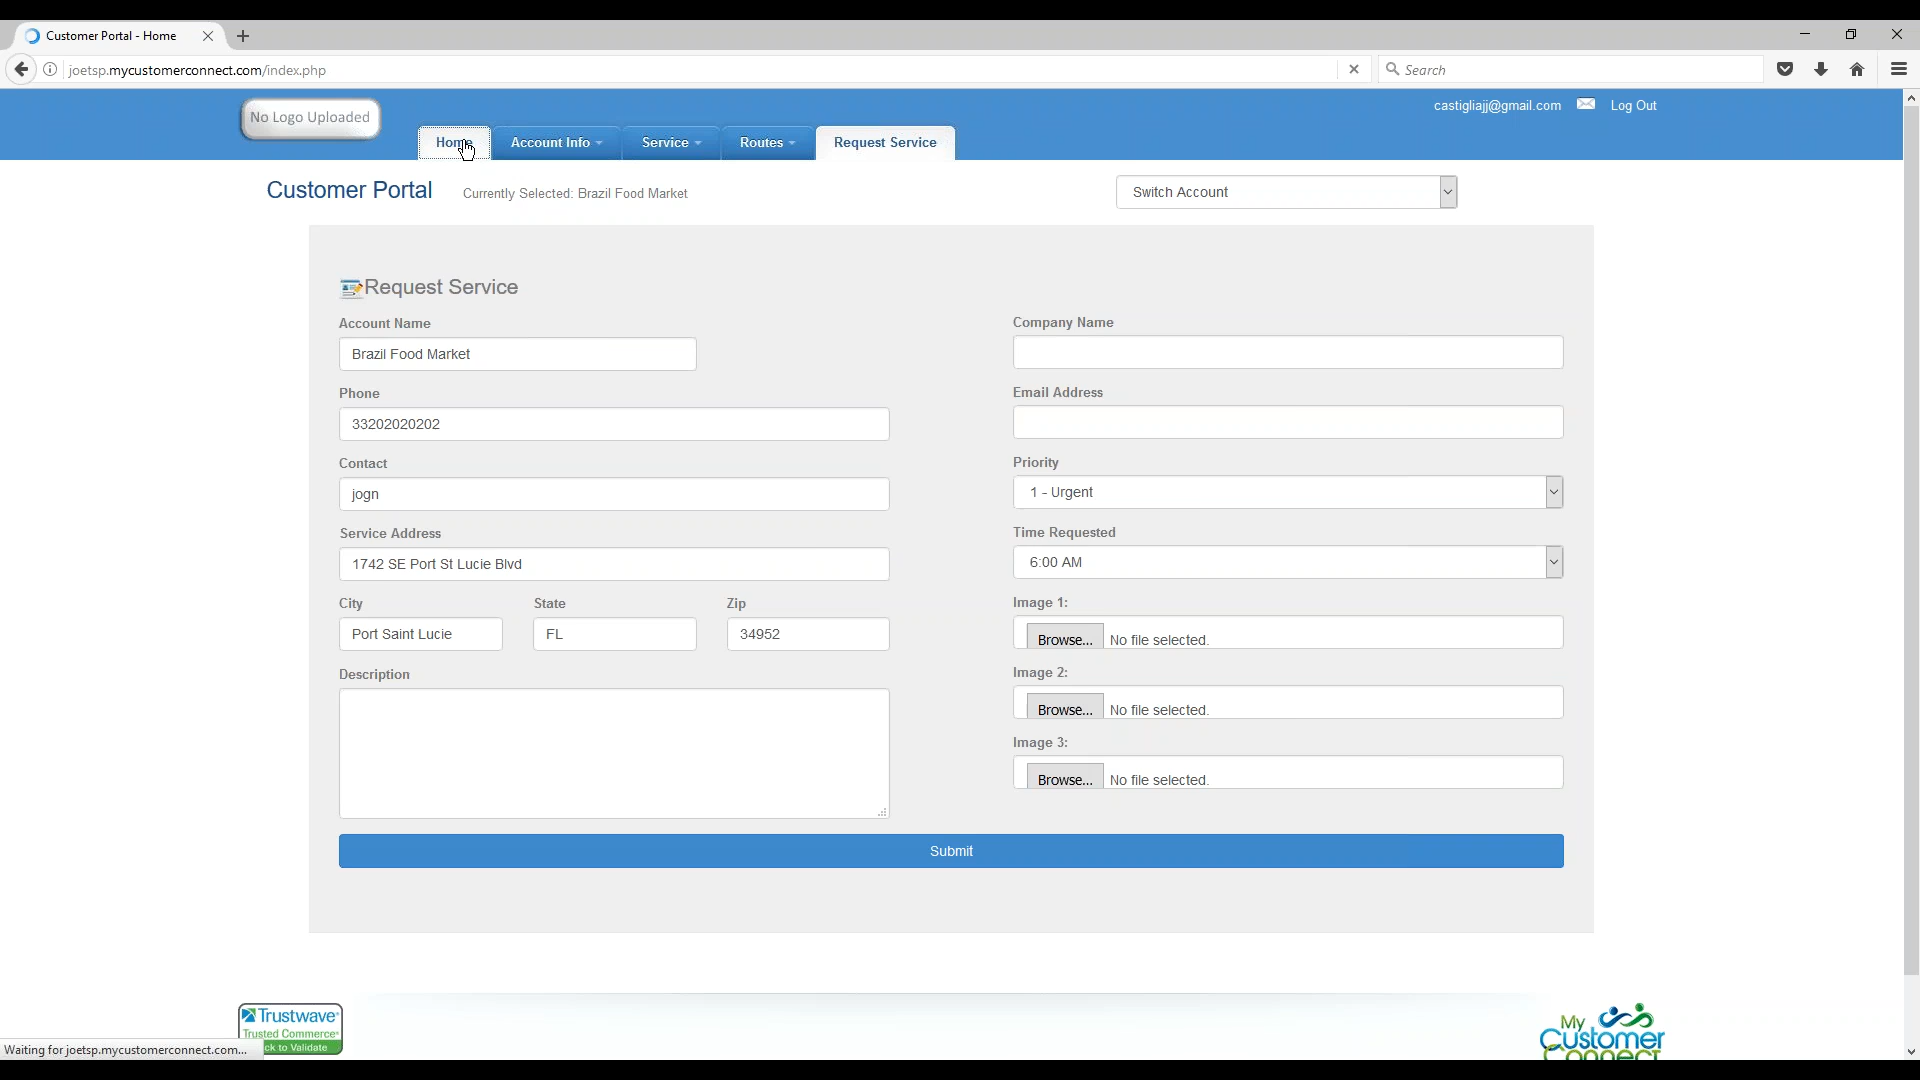 Customer Portal - Home
joetsp.mycustomerconnect.com/index.php
Search
No Logo Uploaded
castigliajj@gmail.com
Log Out
Home
Account Info
Service
Routes
Request Service
Customer Portal
Currently Selected: Brazil Food Market
Switch Account
Request Service
Account Name
Brazil Food Market
Phone
33202020202
Contact
jogn
Service Address
1742 SE Port St Lucie Blvd
City State Zip
Port Saint Lucie FL 34952
Description
Company Name
Email Address
Priority
1 - Urgent
Time Requested
6:00 AM
Image 1:
Browse... No file selected.
Image 2:
Browse... No file selected.
Image 3:
Browse... No file selected.
Submit
Trustwave
Trusted Commerce
ck to Validate
Waiting for joetsp.mycustomerconnect.com...
My
Customer
Connect